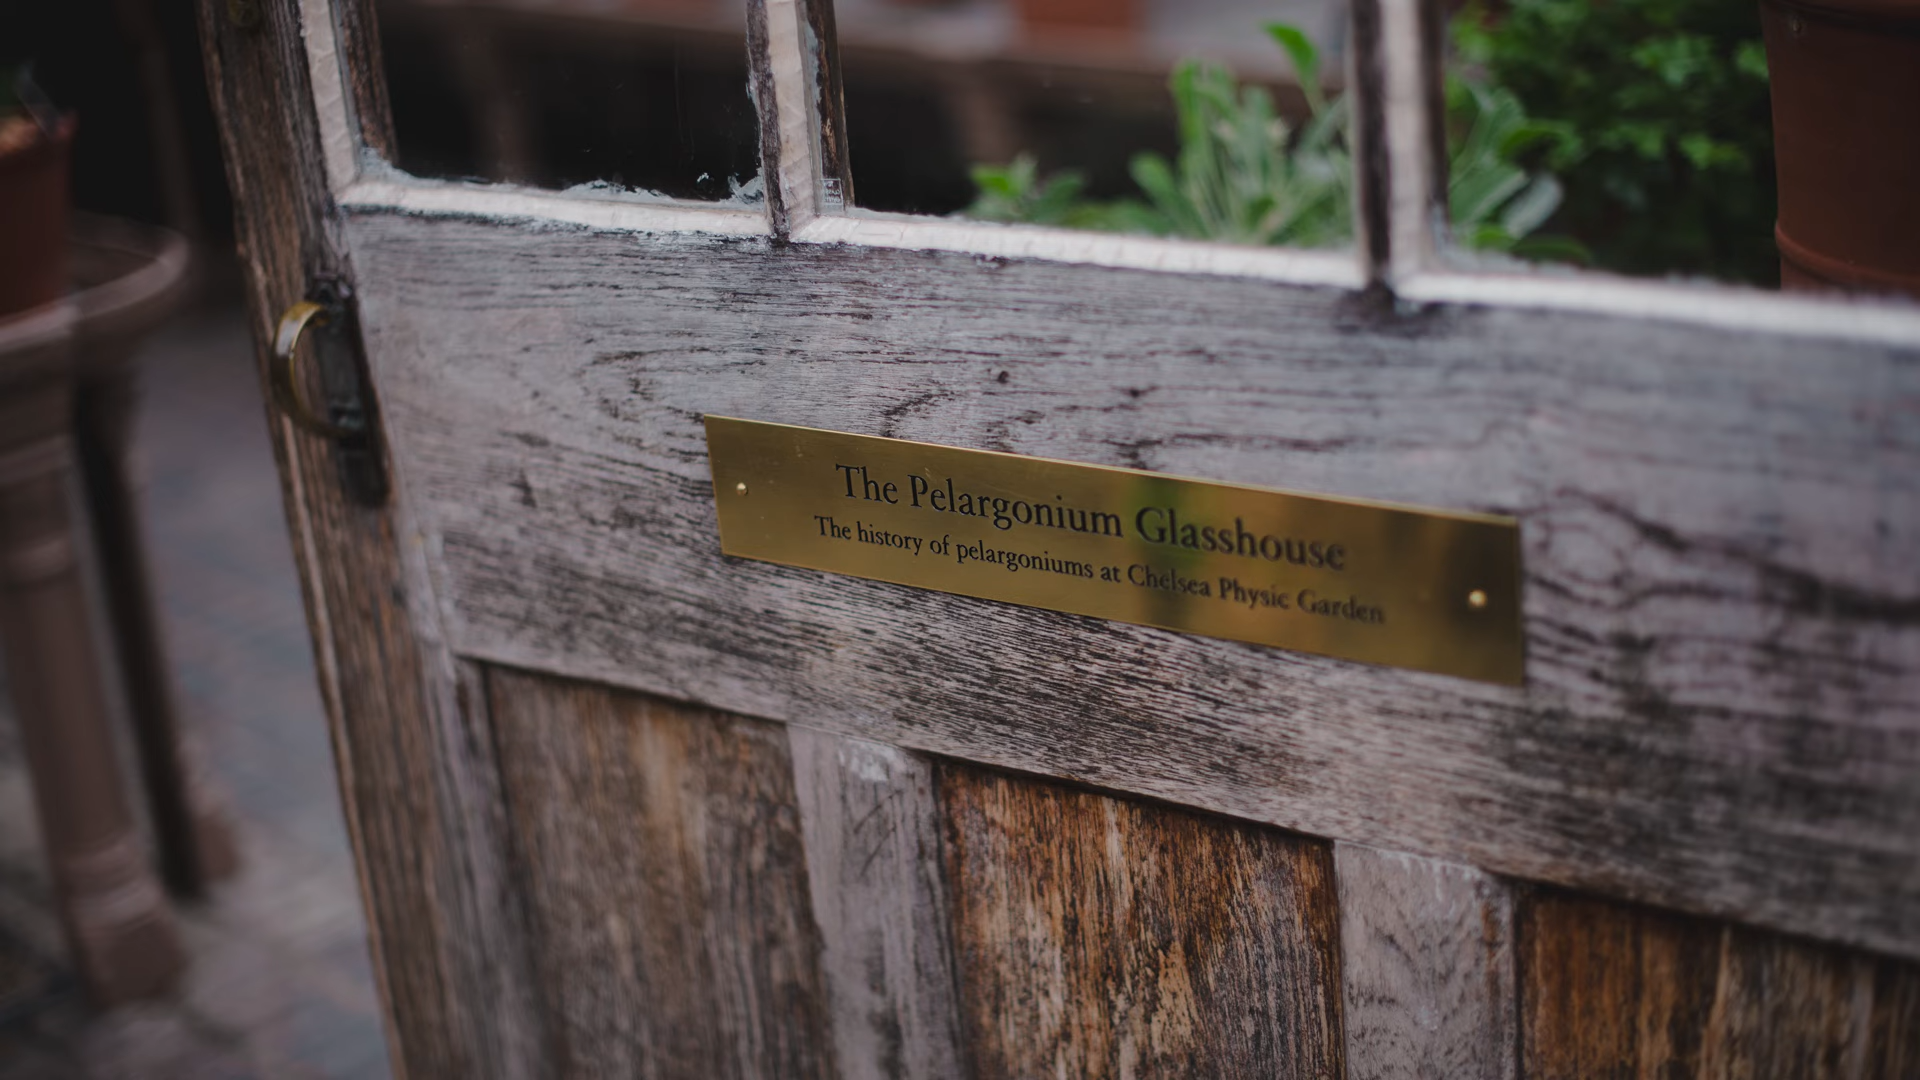 The Pelargonium Glasshouse
The history of pelargoniums at Chelsea Physic Garden